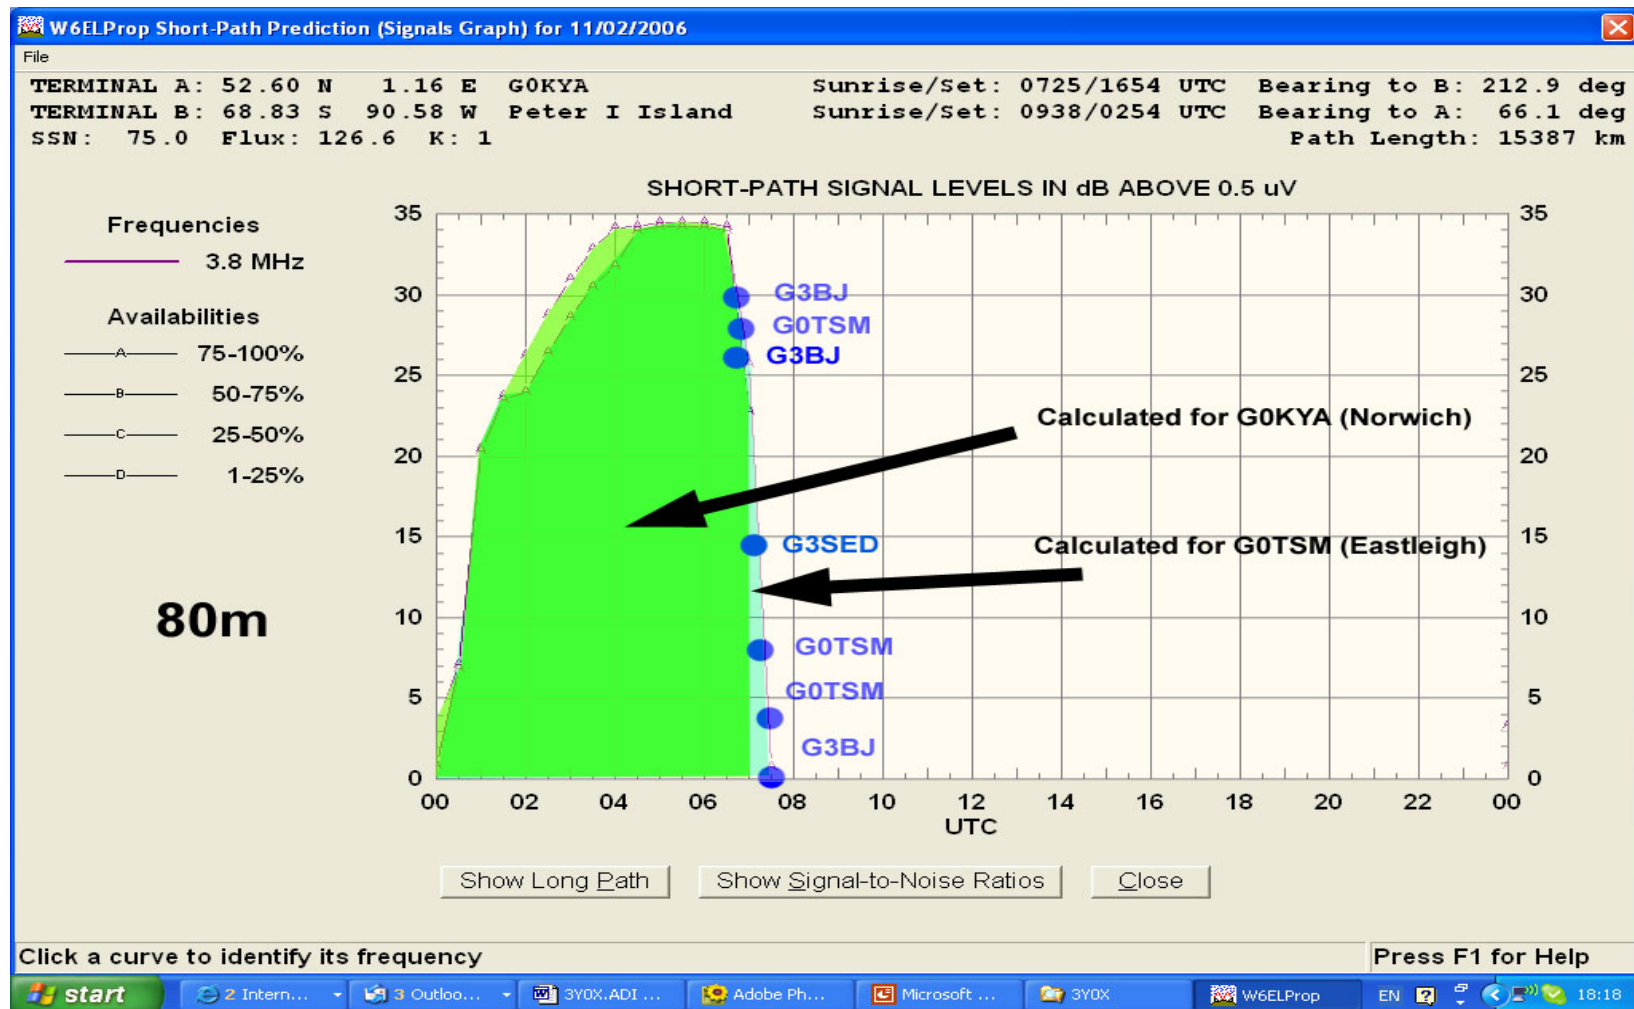 W6ELProp Short-Path Prediction (Signals Graph) for 11/02/2006
File
TERMINAL A: 52.60 N 1.16 E G0KYA Sunrise/Set: 0725/1654 UTC Bearing to B: 212.9 deg
TERMINAL B: 68.83 S 90.58 W Peter I Island Sunrise/Set: 0938/0254 UTC Bearing to A: 66.1 deg
SSN: 75.0 Flux: 126.6 K: 1 Path Length: 15387 km
SHORT-PATH SIGNAL LEVELS IN dB ABOVE 0.5 uV
Frequencies
3.8 MHz
Availabilities
A 75-100%
B 50-75%
C 25-50%
D 1-25%
80m
35 35
30 30
25 25
20 20
15 15
10 10
5 5
0 0
G3BJ
G0TSM
G3BJ
Calculated for G0KYA (Norwich)
G3SED
Calculated for G0TSM (Eastleigh)
G0TSM
G0TSM
G3BJ
00 02 04 06 08 10 12 14 16 18 20 22 00
UTC
Show Long Path Show Signal-to-Noise Ratios Close
Click a curve to identify its frequency Press F1 for Help
start 2 Intern... 3 Outloo... 3Y0X.ADI ... Adobe Ph... Microsoft ... 3Y0X W6ELProp EN 18:18